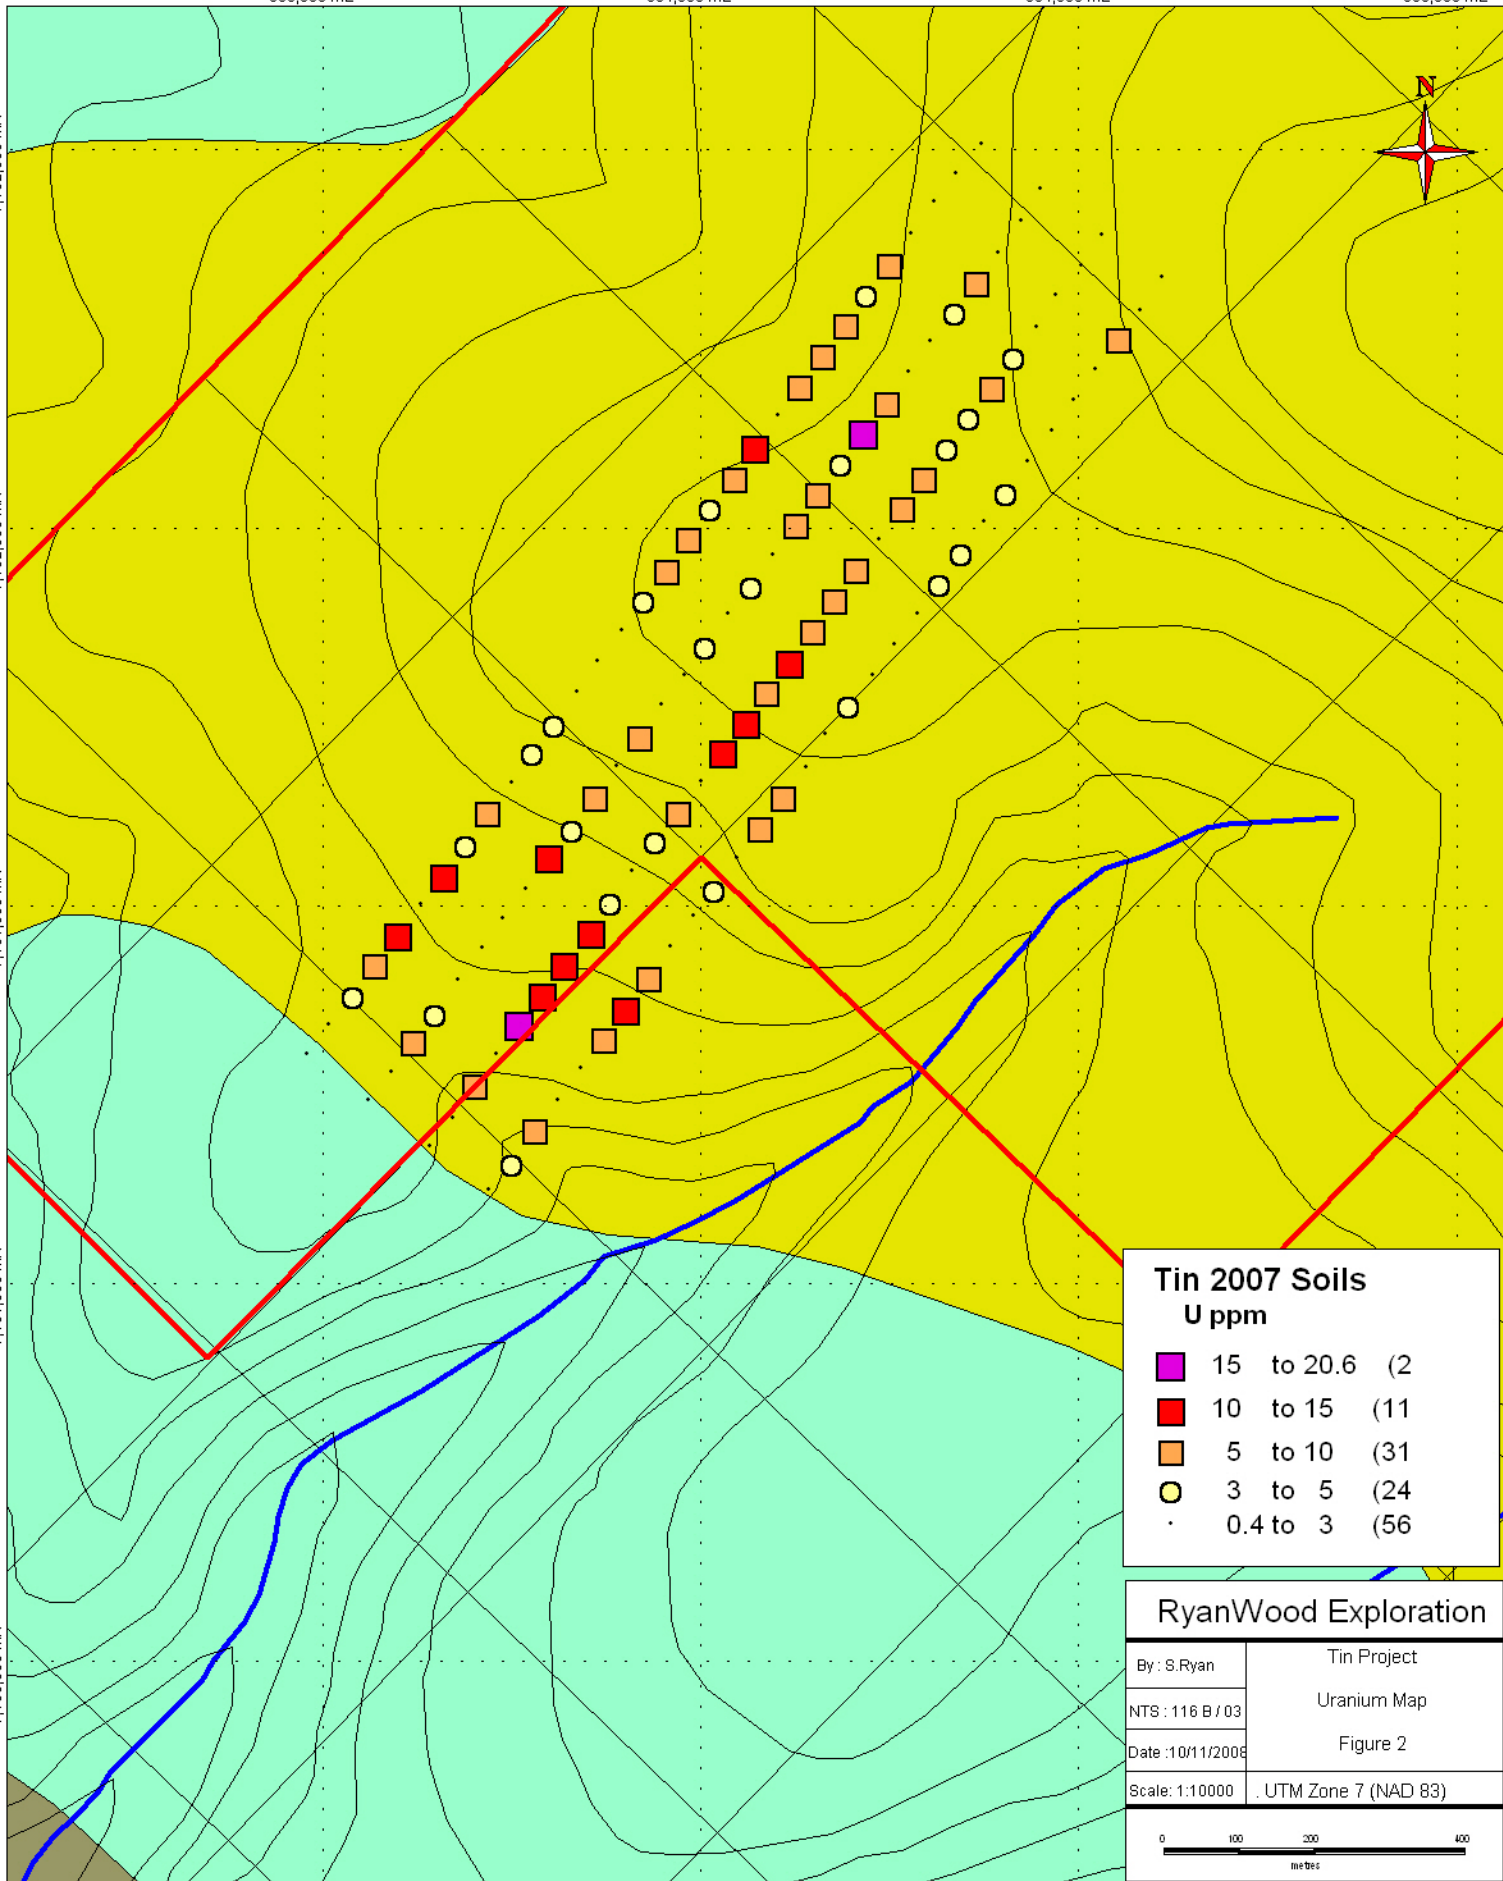 N
Tin 2007 Soils
U ppm
15 to 20.6 (2
10 to 15 (11
5 to 10 (31
3 to 5 (24
0.4 to 3 (56
RyanWood Exploration
By : S.Ryan
Tin Project
NTS : 116 B / 03
Uranium Map
Date :10/11/2008
Figure 2
Scale: 1:10000
. UTM Zone 7 (NAD 83)
0 100 200 400
metres